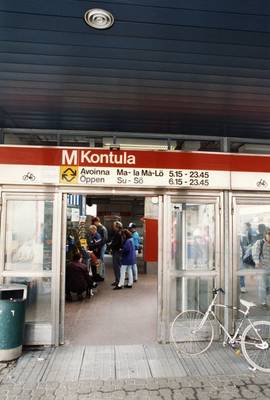 M Kontula
Avoinna Ma - la Må-Lö 5.15 - 23.45
Öppen Su - Sö 6.15 - 23.45